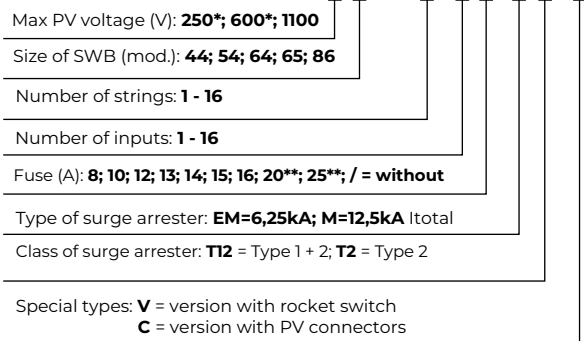 Max PV voltage (V): 250*; 600*; 1100
Size of SWB (mod.): 44; 54; 64; 65; 86
Number of strings: 1 - 16
Number of inputs: 1 - 16
Fuse (A): 8; 10; 12; 13; 14; 15; 16; 20**; 25**; / = without
Type of surge arrester: EM=6,25kA; M=12,5kA Itotal
Class of surge arrester: T12 = Type 1 + 2; T2 = Type 2
Special types: V = version with rocket switch
C = version with PV connectors